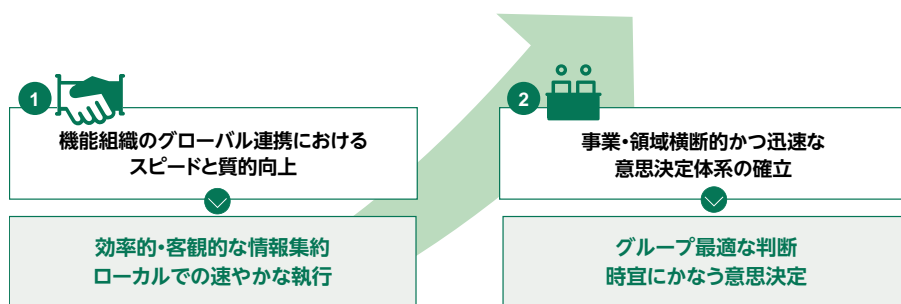 1
機能組織のグローバル連携における
スピードと質的向上
効率的・客観的な情報集約
ローカルでの速やかな執行
2
事業・領域横断的かつ迅速な
意思決定体系の確立
グループ最適な判断
時宜にかなう意思決定